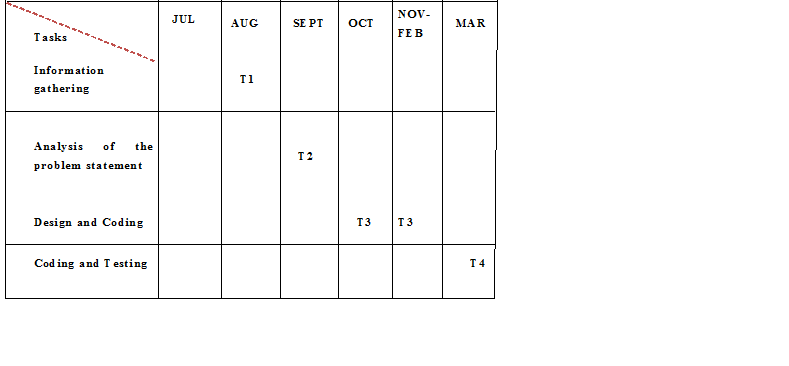 JUL AUG SEPT OCT NOV-
FEB MAR
Tasks
Information
gathering T1
Analysis of the
problem statement T2
Design and Coding T3 T3
Coding and Testing T4